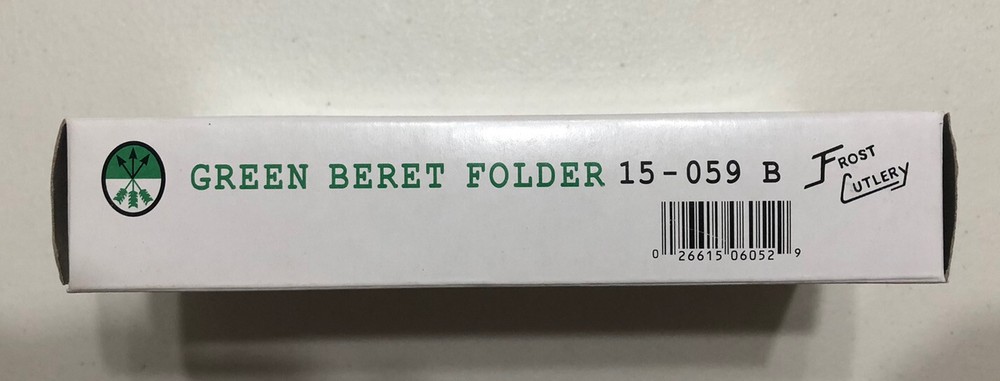 GREEN BERET FOLDER 15-059 B
FROST
CUTLERY
0 26615 06052 9